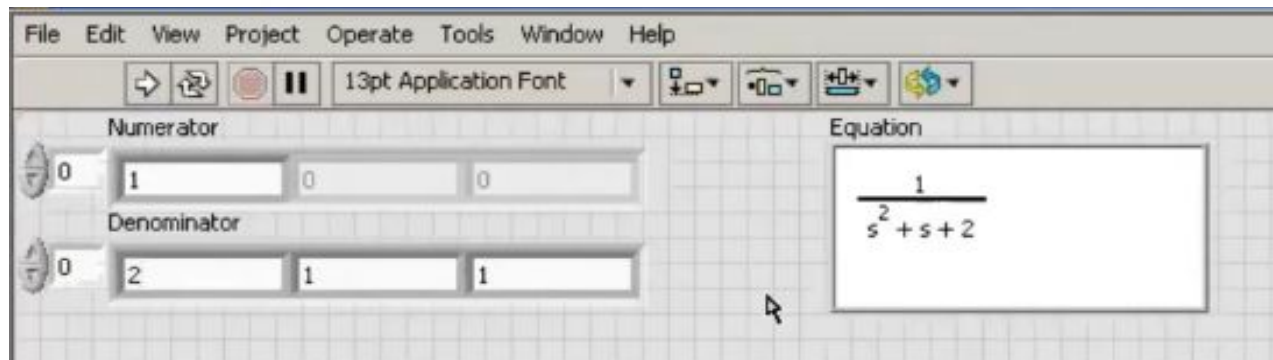 File Edit View Project Operate Tools Window Help
13pt Application Font
Numerator
0 1 0 0
Denominator
0 2 1 1
Equation
1
s² + s + 2